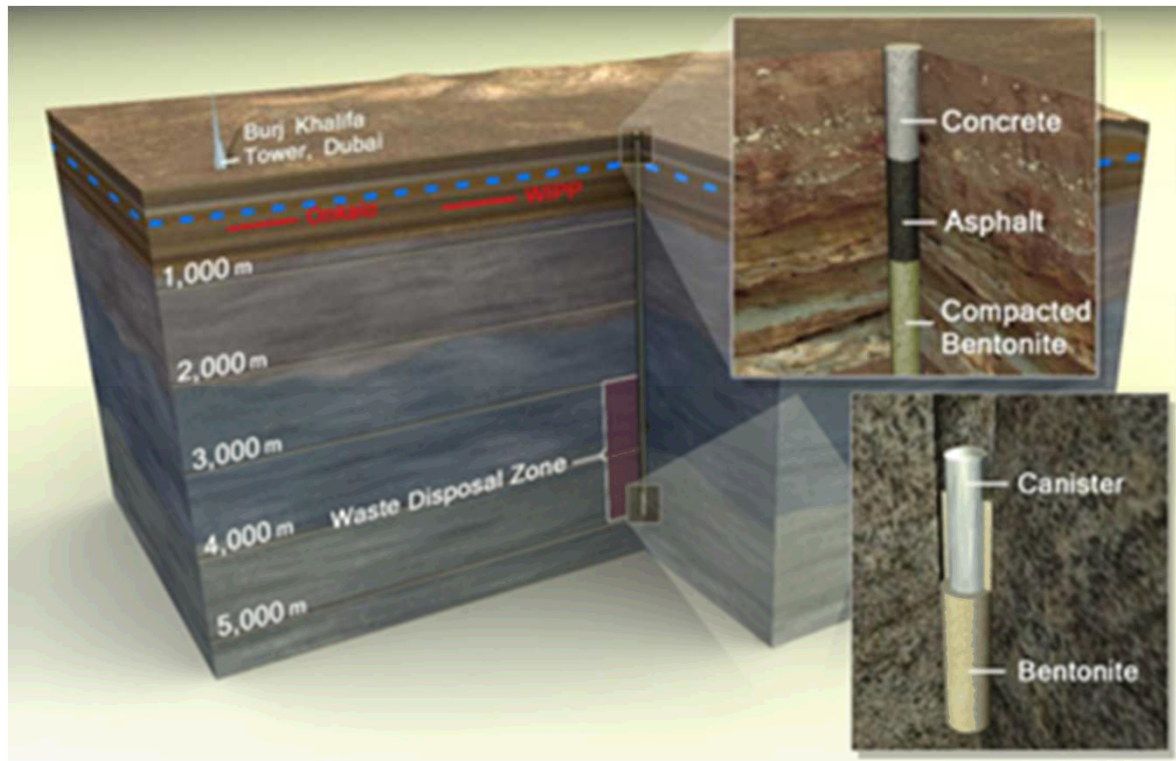 Burj Khalifa
Tower, Dubai
Onkalo
WIPP
1,000 m
2,000 m
3,000 m
4,000 m
5,000 m
Waste Disposal Zone
Concrete
Asphalt
Compacted
Bentonite
Canister
Bentonite